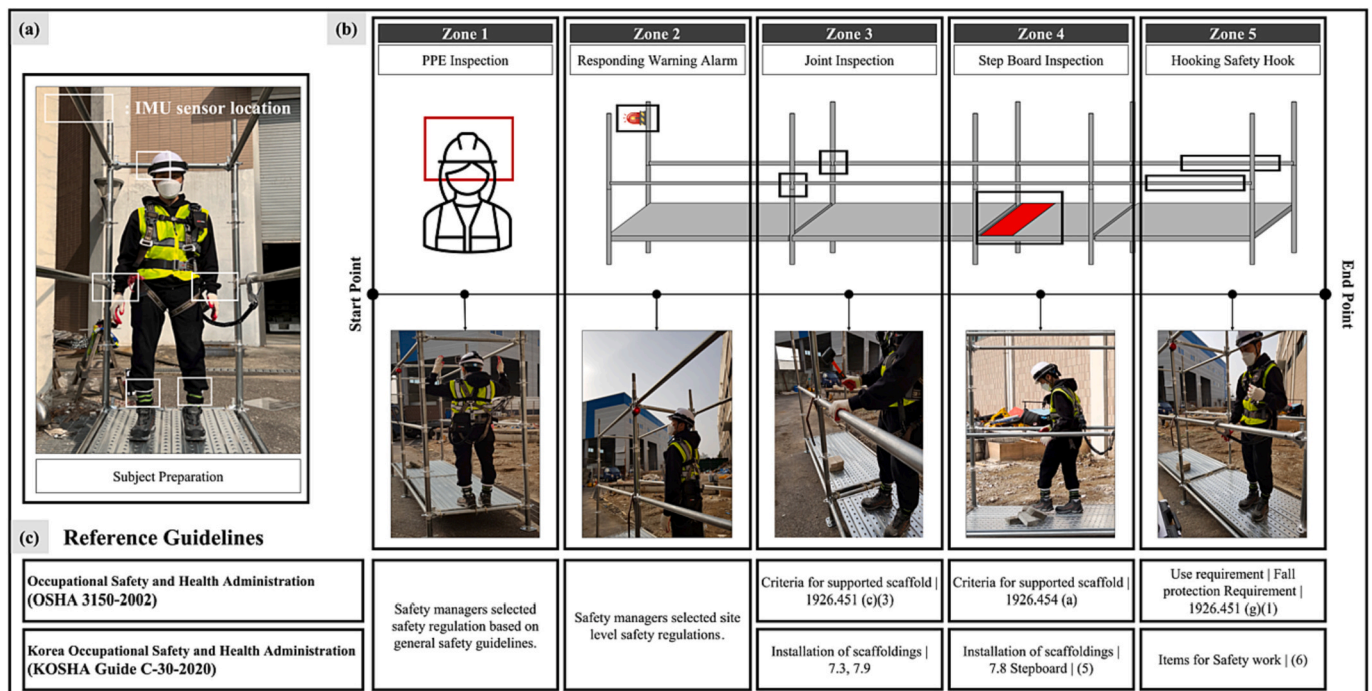 (a)
: IMU sensor location
Subject Preparation
(b)
Zone 1
PPE Inspection
Zone 2
Responding Warning Alarm
Zone 3
Joint Inspection
Zone 4
Step Board Inspection
Zone 5
Hooking Safety Hook
Start Point
End Point
(c)
Reference Guidelines
Occupational Safety and Health Administration
(OSHA 3150-2002)
Korea Occupational Safety and Health Administration
(KOSHA Guide C-30-2020)
Safety managers selected
safety regulation based on
general safety guidelines.
Safety managers selected site
level safety regulations.
Criteria for supported scaffold |
1926.451 (c)(3)
Installation of scaffoldings |
7.3, 7.9
Criteria for supported scaffold |
1926.454 (a)
Installation of scaffoldings |
7.8 Stepboard | (5)
Use requirement | Fall
protection Requirement |
1926.451 (g)(1)
Items for Safety work | (6)